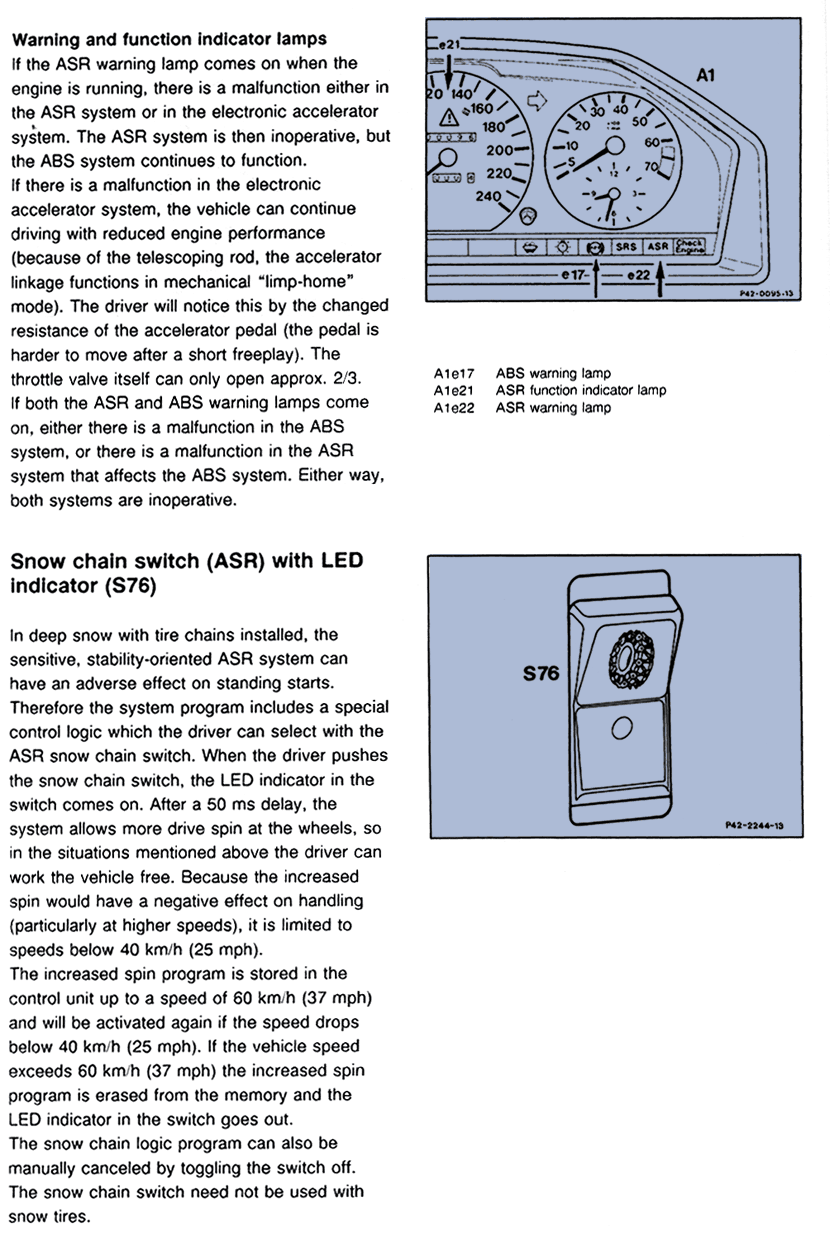 Warning and function indicator lamps
If the ASR warning lamp comes on when the
engine is running, there is a malfunction either in
the ASR system or in the electronic accelerator
system. The ASR system is then inoperative, but
the ABS system continues to function.
If there is a malfunction in the electronic
accelerator system, the vehicle can continue
driving with reduced engine performance
(because of the telescoping rod, the accelerator
linkage functions in mechanical “limp-home”
mode). The driver will notice this by the changed
resistance of the accelerator pedal (the pedal is
harder to move after a short freeplay). The
throttle valve itself can only open approx. 2/3.
If both the ASR and ABS warning lamps come
on, either there is a malfunction in the ABS
system, or there is a malfunction in the ASR
system that affects the ABS system. Either way,
both systems are inoperative.
e21
A1
20 140
160
180
200
220
240
5
10
20
30
40
50
60
70
12
3
6
9
SRS
ASR
Check
Engine
e17
e22
P42-0095-13
A1e17 ABS warning lamp
A1e21 ASR function indicator lamp
A1e22 ASR warning lamp
Snow chain switch (ASR) with LED
indicator (S76)
In deep snow with tire chains installed, the
sensitive, stability-oriented ASR system can
have an adverse effect on standing starts.
Therefore the system program includes a special
control logic which the driver can select with the
ASR snow chain switch. When the driver pushes
the snow chain switch, the LED indicator in the
switch comes on. After a 50 ms delay, the
system allows more drive spin at the wheels, so
in the situations mentioned above the driver can
work the vehicle free. Because the increased
spin would have a negative effect on handling
(particularly at higher speeds), it is limited to
speeds below 40 km/h (25 mph).
The increased spin program is stored in the
control unit up to a speed of 60 km/h (37 mph)
and will be activated again if the speed drops
below 40 km/h (25 mph). If the vehicle speed
exceeds 60 km/h (37 mph) the increased spin
program is erased from the memory and the
LED indicator in the switch goes out.
The snow chain logic program can also be
manually canceled by toggling the switch off.
The snow chain switch need not be used with
snow tires.
S76
P42-2244-13